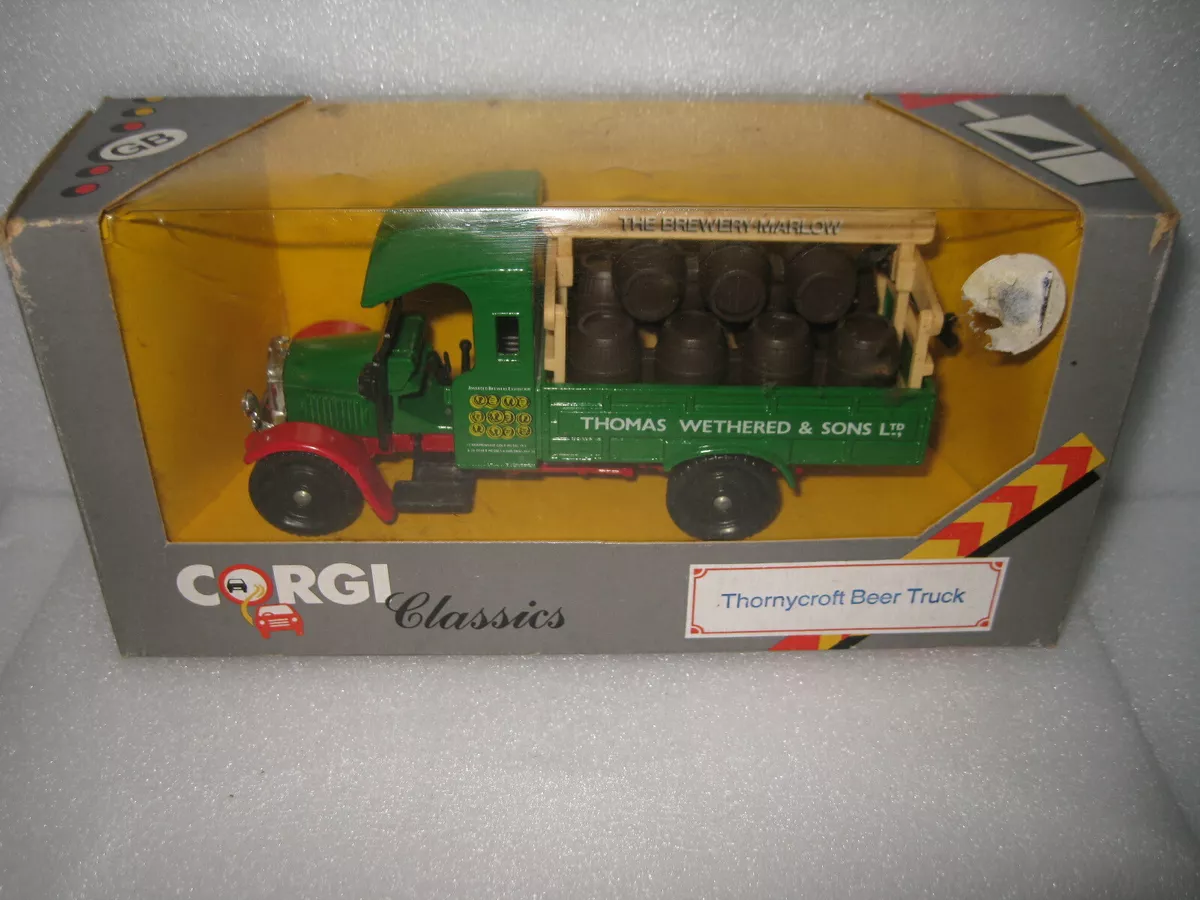 GB
THE BREWERY·MARLOW
THOMAS WETHERED & SONS LTD
CORGI Classics
Thornycroft Beer Truck